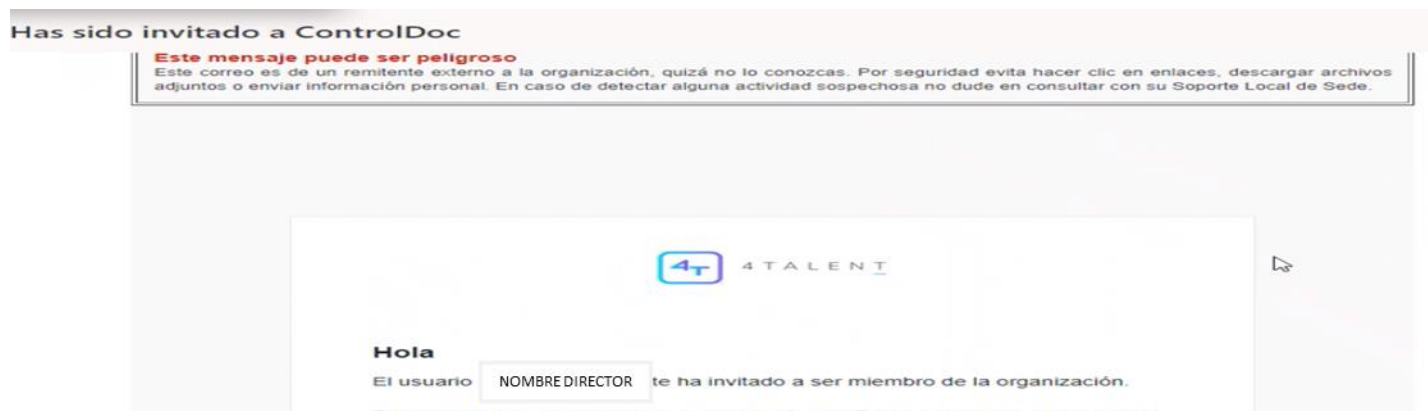 Has sido invitado a ControlDoc
Este mensaje puede ser peligroso
Este correo es de un remitente externo a la organización, quizá no lo conozcas. Por seguridad evita hacer clic en enlaces, descargar archivos
adjuntos o enviar información personal. En caso de detectar alguna actividad sospechosa no dude en consultar con su Soporte Local de Sede.
4T 4TALENT
Hola
El usuario NOMBRE DIRECTOR te ha invitado a ser miembro de la organización.